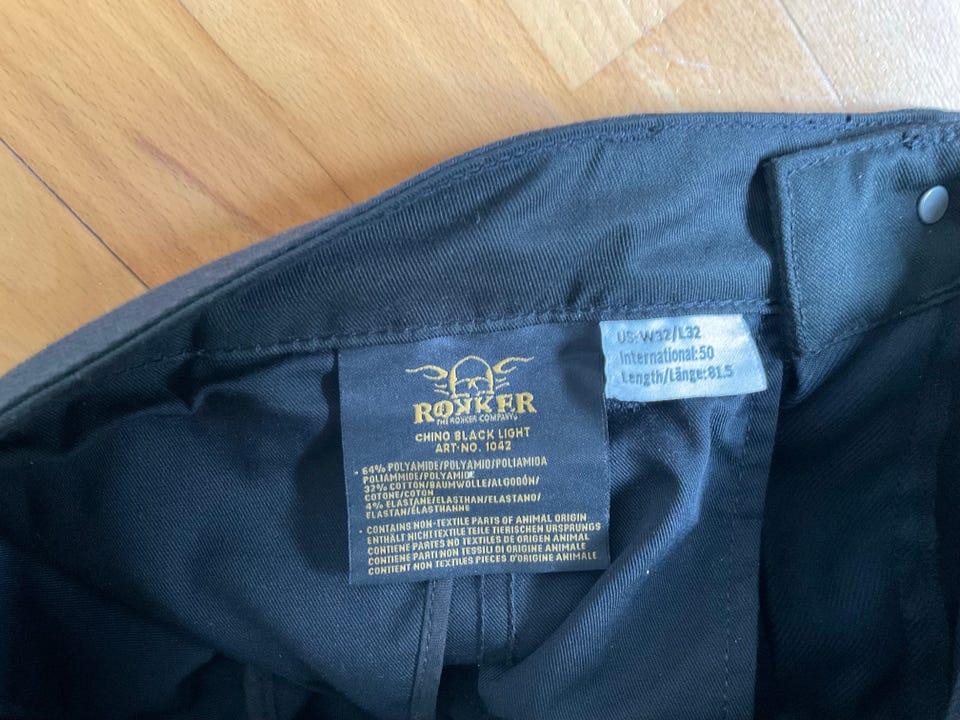 ROKKER
THE ROKKER COMPANY
CHINO BLACK LIGHT
ART-NO. 1042
- 64% POLYAMIDE/POLYAMID/POLIAMIDA
POLIAMMIDE/POLYAMIDE
32% COTTON/BAUMWOLLE/ALGODÓN/
COTONE/COTON
4% ELASTANE/ELASTHAN/ELASTANO/
ELASTAN/ÉLASTHANNE
- CONTAINS NON-TEXTILE PARTS OF ANIMAL ORIGIN
ENTHÄLT NICHTTEXTILE TEILE TIERISCHEN URSPRUNGS
CONTIENE PARTES NO TEXTILES DE ORIGEN ANIMAL
CONTIENE PARTI NON TESSILI DI ORIGINE ANIMALE
CONTIENT NON TEXTILES PIECES D'ORIGINE ANIMALE
US: W32/L32
International: 50
Length/Länge: 81.5